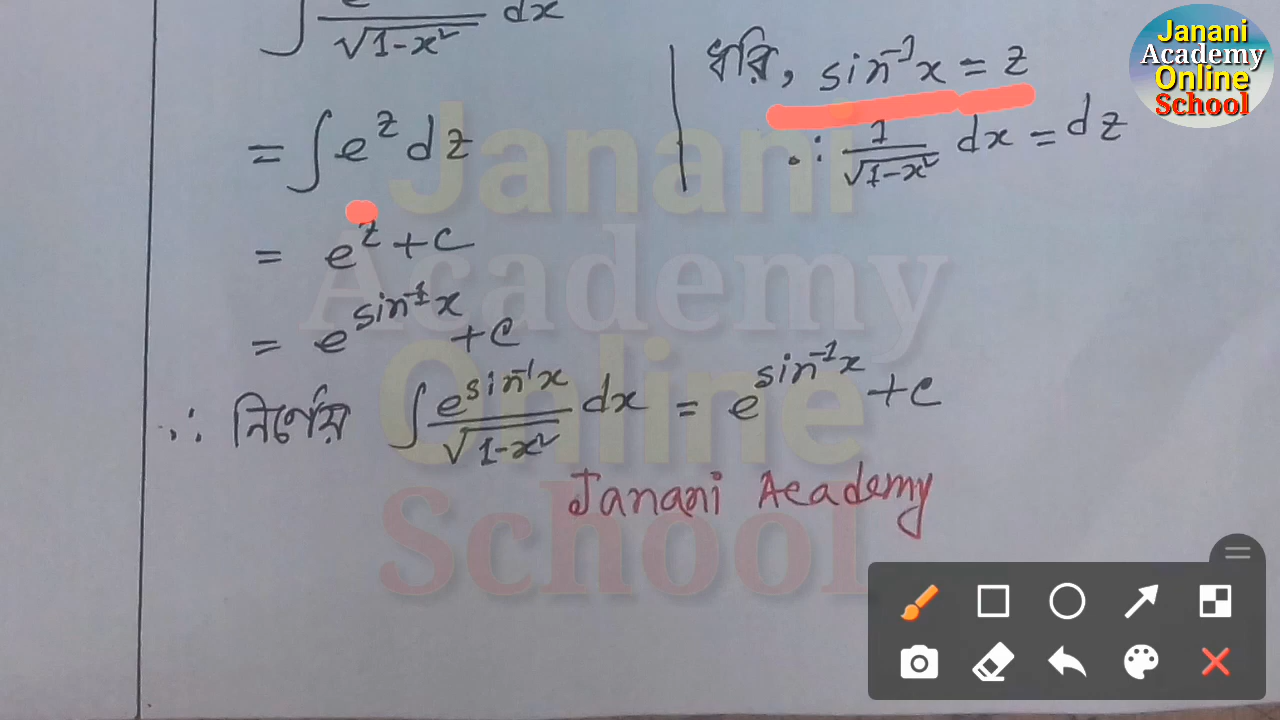 ∫ e / √1-x² dx
ধরি, sin⁻¹x = z
= ∫ e^z dz
∴ 1/√1-x² dx = dz
= e^z + c
= e^sin⁻¹x + c
∴ নির্ণেয় ∫ e^sin⁻¹x / √1-x² dx = e^sin⁻¹x + c
Janani Academy
Janani
Academy
Online
School
Janani
Academy
Online
School